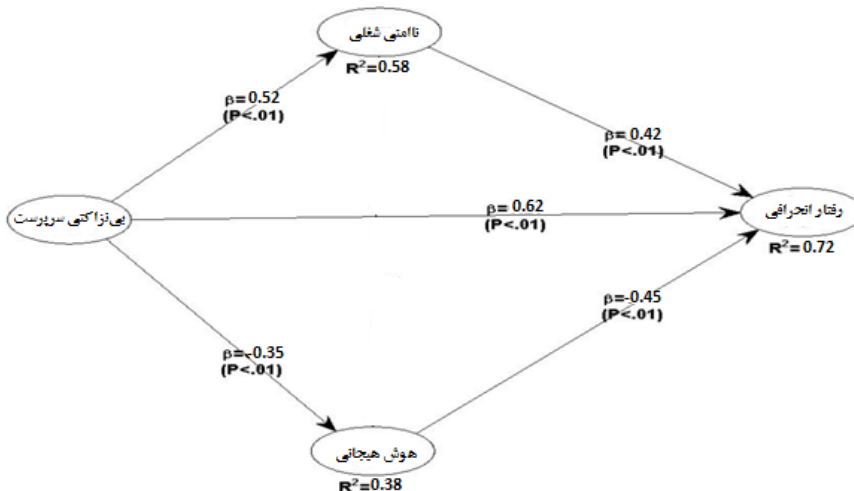 ناامنی شغلی
R²=0.58
β=0.52
(P<.01)
β=0.42
(P<.01)
بی‌نزاکتی سرپرست
β=0.62
(P<.01)
رفتار انحرافی
R²=0.72
β=-0.45
(P<.01)
β=-0.35
(P<.01)
هوش هیجانی
R²=0.38